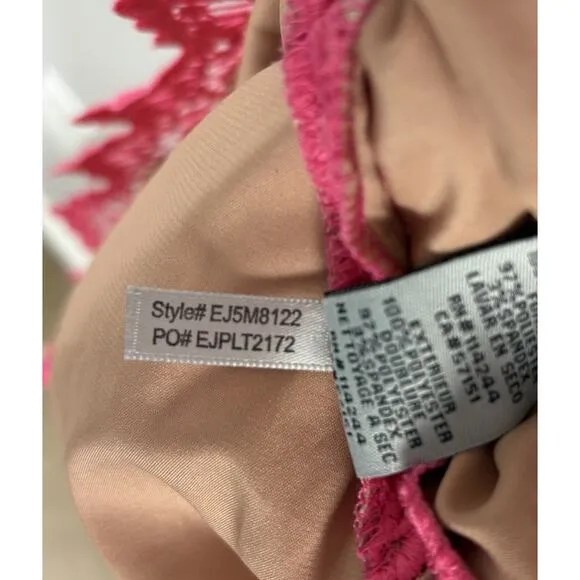 Style# EJ5M8122
PO# EJPLT2172
97% POLYESTER
3% SPANDEX
LAVAR EN SECO
RN# 114244
CA# 57151
EXTERIEUR
100% POLYESTER
DOUBLURE
97% POLYESTER
3% SPANDEX
NETTOYAGE A SEC
RN# 114244